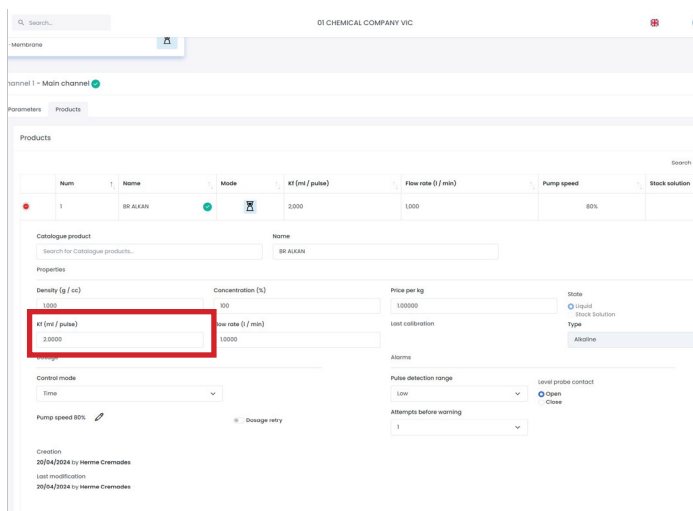 Search...
01 CHEMICAL COMPANY VIC
- Membrane
hannel 1 - Main channel
Parameters Products
Products
Search
Num Name Mode Kf (ml / pulse) Flow rate (l / min) Pump speed Stock solution
1 BR ALKAN 2,000 1,000 80%
Catalogue product Name
Search for Catalogue products... BR ALKAN
Properties
Density (g / cc) Concentration (%) Price per kg State
1.000 100 1.00000 Liquid
Stock Solution
Kf (ml / pulse) low rate (l / min) Last calibration Type
2.0000 1.0000 Alkaline
Alarms
Control mode Pulse detection range Level probe contact
Time Low Open
Close
Pump speed 80% Dosage retry Attempts before warning
1
Creation
20/04/2024 by Herme Cremades
Last modification
20/04/2024 by Herme Cremades